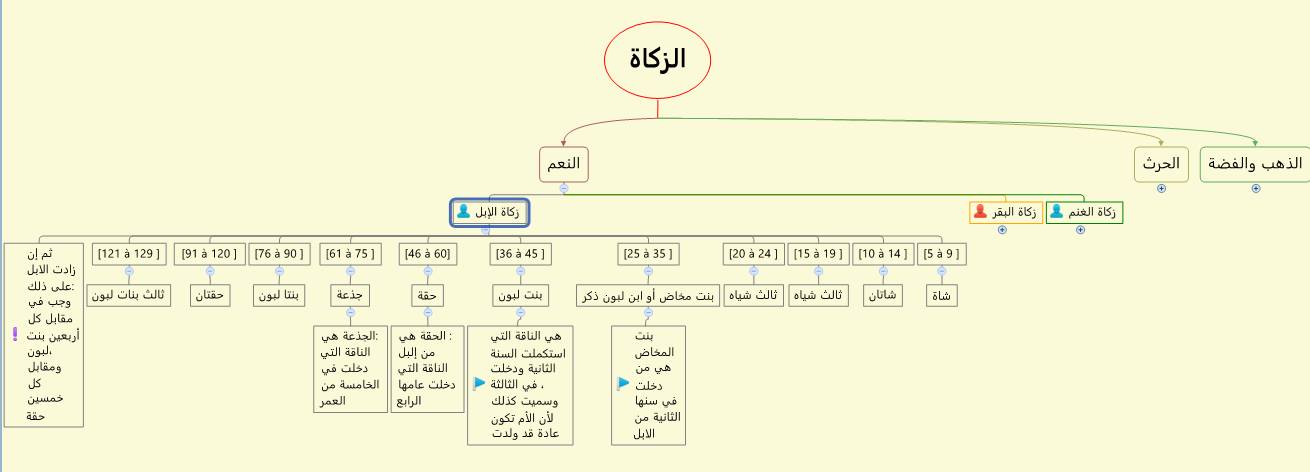 الزكاة
الذهب والفضة
الحرث
النعم
زكاة الغنم
زكاة البقر
زكاة الإبل
[5 à 9 ]
[10 à 14 ]
[15 à 19 ]
[20 à 24 ]
[25 à 35 ]
[36 à 45 ]
[46 à 60]
[61 à 75 ]
[76 à 90 ]
[91 à 120 ]
[121 à 129 ]
شاة
شاتان
ثالث شياه
ثالث شياه
بنت مخاض أو ابن لبون ذكر
بنت لبون
حقة
جذعة
بنتا لبون
حقتان
ثالث بنات لبون
بنت
المخاض
هي من
دخلت
في سنها
الثانية من
الابل
هي الناقة التي
استكملت السنة
الثانية ودخلت
، في الثالثة
وسميت كذلك
لأن الأم تكون
عادة قد ولدت
: الحقة هي
من إلبل
الناقة التي
دخلت عامها
الرابع
:الجذعة هي
الناقة التي
دخلت في
الخامسة من
العمر
ثم إن
زادت الابل
:على ذلك
وجب في
مقابل كل
أربعين بنت
،لبون
ومقابل
كل
خمسين
حقة